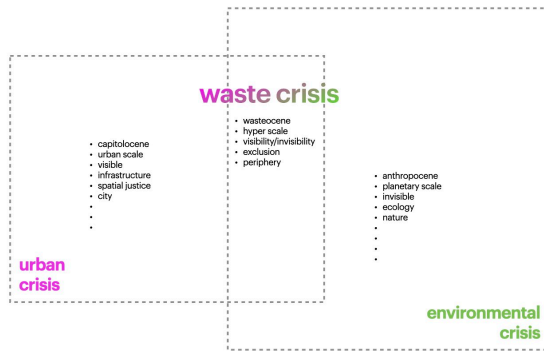 waste crisis
• wasteocene
• hyper scale
• visibility/invisibility
• exclusion
• periphery
• capitolocene
• urban scale
• visible
• infrastructure
• spatial justice
• city
•
•
•
• anthropocene
• planetary scale
• invisible
• ecology
• nature
•
•
•
•
urban
crisis
environmental
crisis